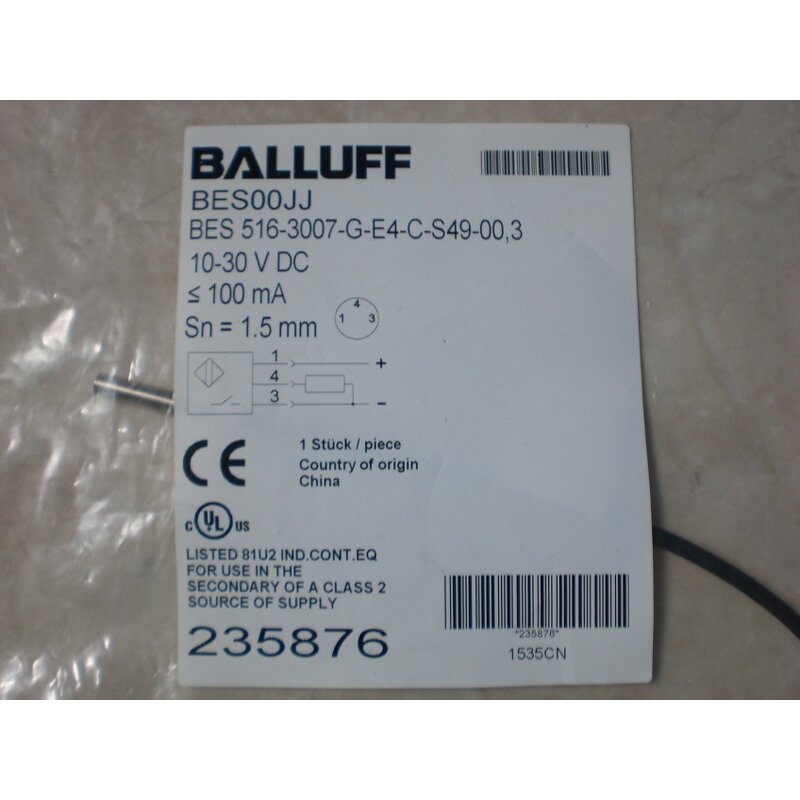 BALLUFF
BES00JJ
BES 516-3007-G-E4-C-S49-00,3
10-30 V DC
≤ 100 mA
Sn = 1.5 mm
4
1 3
1 +
4
3 -
CE
1 Stück / piece
Country of origin
China
c UL US
LISTED 81U2 IND.CONT.EQ
FOR USE IN THE
SECONDARY OF A CLASS 2
SOURCE OF SUPPLY
235876
*235876*
1535CN